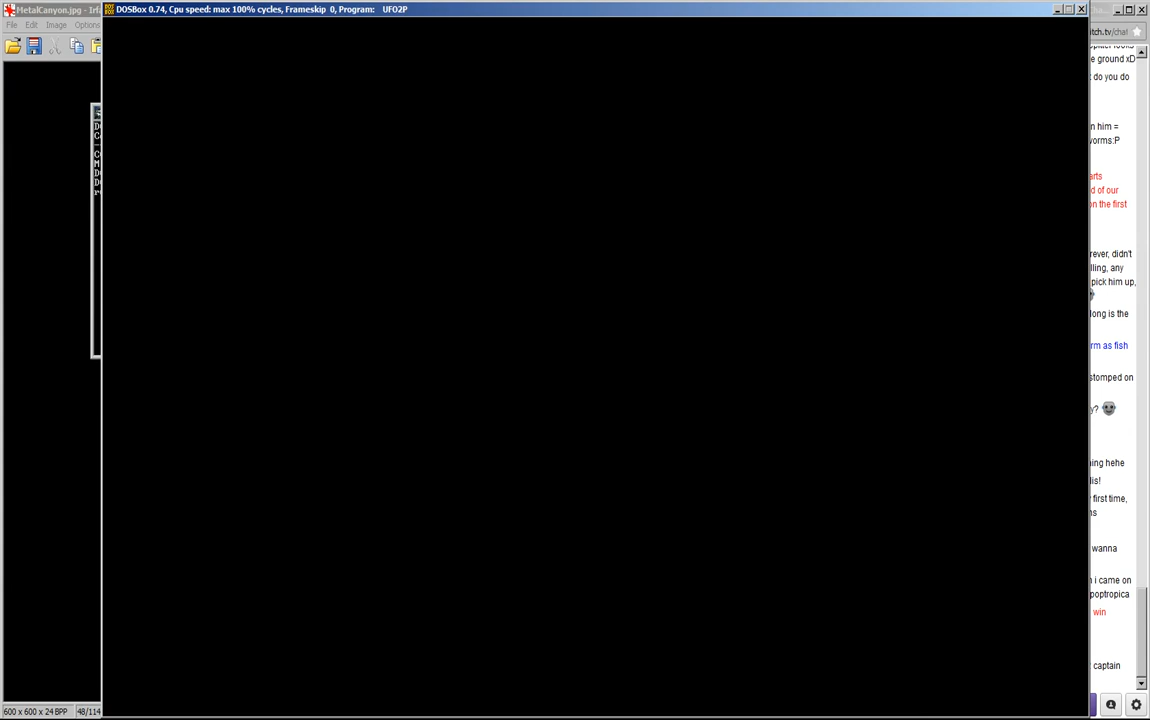 MetalCanyon.jpg - Irf
File Edit Image Options
DOSBox 0.74, Cpu speed: max 100% cycles, Frameskip 0, Program: UFO2P
itch.tv/chat
e ground xD
do you do
n him =
worms:P
arts
d of our
on the first
rever, didn't
lling, any
pick him up,
long is the
rm as fish
stomped on
y?
ning hehe
lis!
first time,
ns
wanna
i came on
poptropica
win
captain
600 x 600 x 24 BPP 48/114